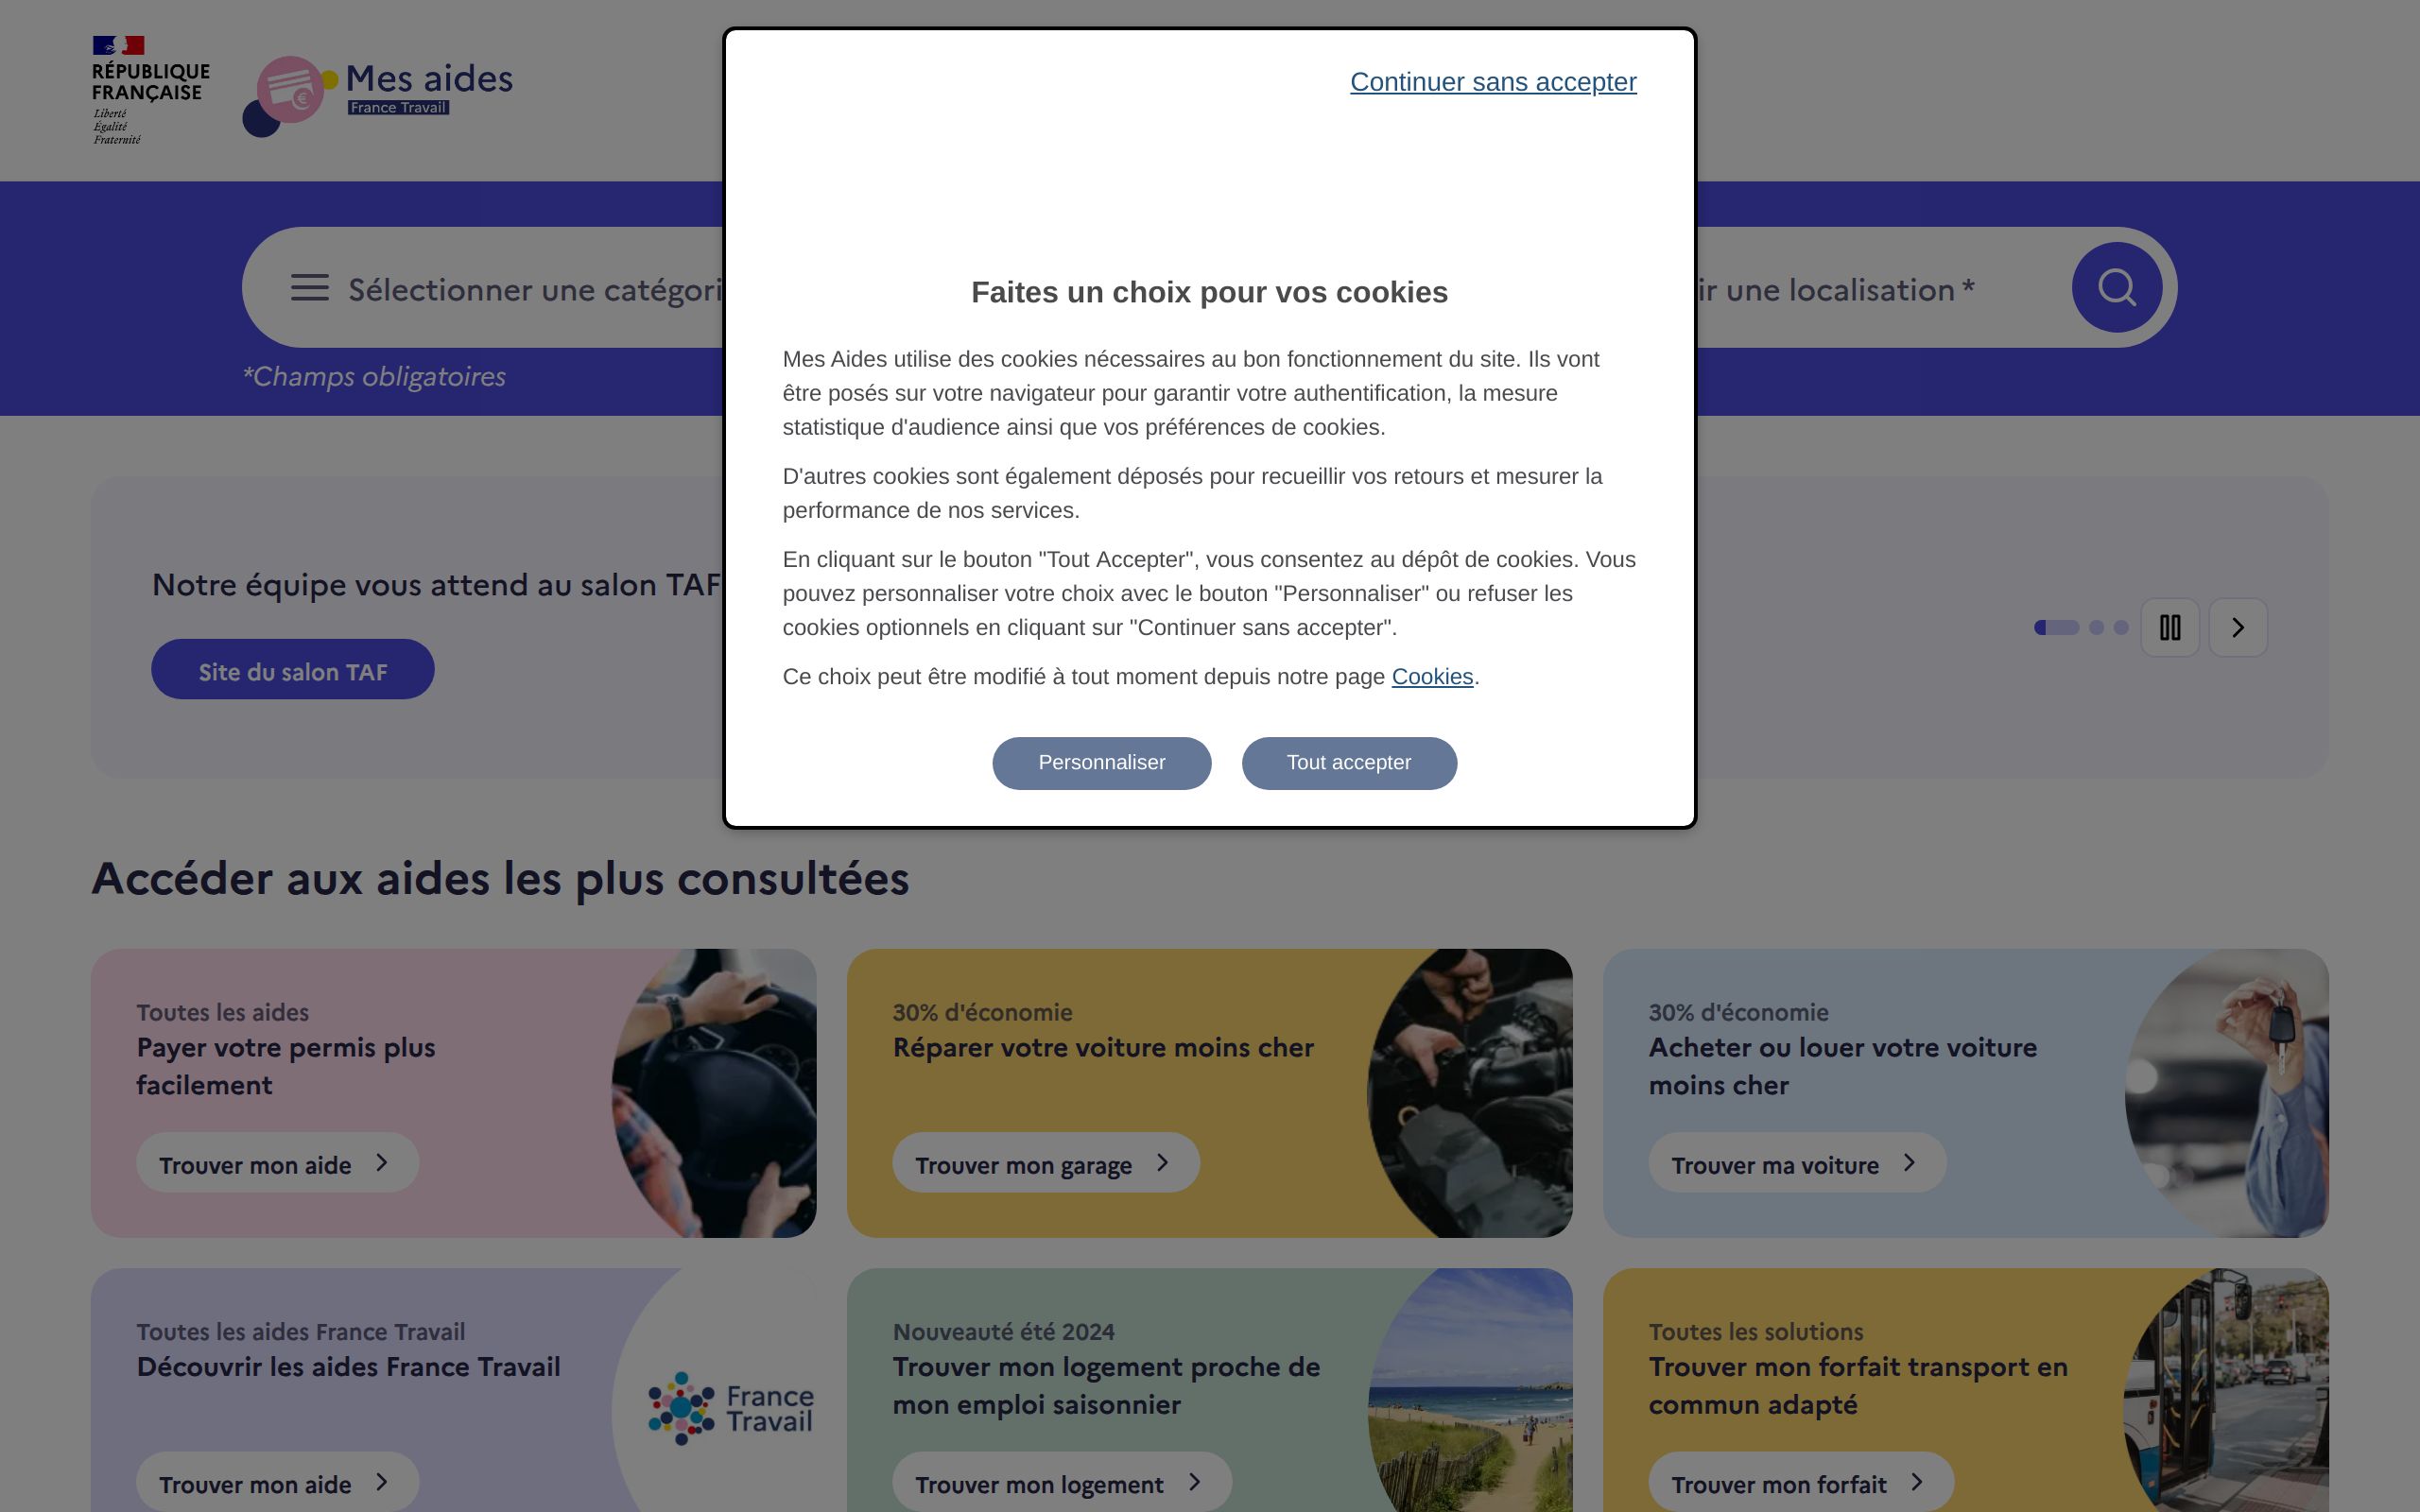 RÉPUBLIQUE
FRANÇAISE
Liberté
Égalité
Fraternité
Mes aides
France Travail
Continuer sans accepter
Faites un choix pour vos cookies
Mes Aides utilise des cookies nécessaires au bon fonctionnement du site. Ils vont
être posés sur votre navigateur pour garantir votre authentification, la mesure
statistique d'audience ainsi que vos préférences de cookies.
D'autres cookies sont également déposés pour recueillir vos retours et mesurer la
performance de nos services.
En cliquant sur le bouton "Tout Accepter", vous consentez au dépôt de cookies. Vous
pouvez personnaliser votre choix avec le bouton "Personnaliser" ou refuser les
cookies optionnels en cliquant sur "Continuer sans accepter".
Ce choix peut être modifié à tout moment depuis notre page Cookies.
Personnaliser
Tout accepter
Sélectionner une catégori
ir une localisation *
*Champs obligatoires
Notre équipe vous attend au salon TAF
Site du salon TAF
Accéder aux aides les plus consultées
Toutes les aides
Payer votre permis plus
facilement
Trouver mon aide
30% d'économie
Réparer votre voiture moins cher
Trouver mon garage
30% d'économie
Acheter ou louer votre voiture
moins cher
Trouver ma voiture
Toutes les aides France Travail
Découvrir les aides France Travail
Trouver mon aide
France
Travail
Nouveauté été 2024
Trouver mon logement proche de
mon emploi saisonnier
Trouver mon logement
Toutes les solutions
Trouver mon forfait transport en
commun adapté
Trouver mon forfait